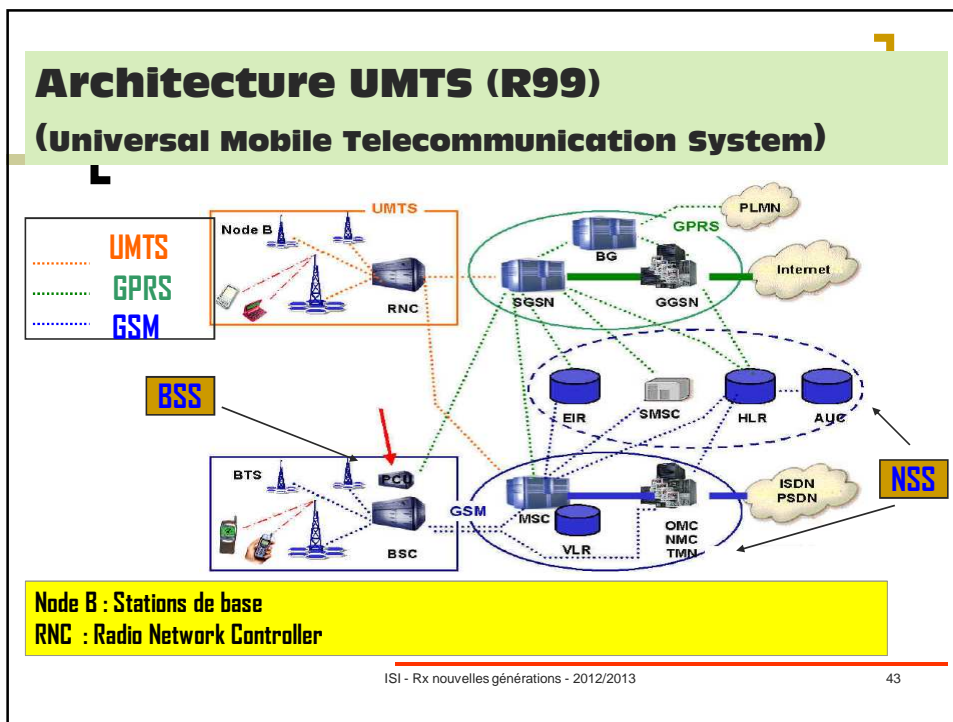 Architecture UMTS (R99)
(Universal Mobile Telecommunication System)
UMTS
GPRS
GSM
UMTS
Node B
RNC
GPRS
BG
SGSN
GGSN
PLMN
Internet
BSS
EIR
SMSC
HLR
AUC
NSS
BTS
PCU
BSC
GSM
MSC
VLR
OMC
NMC
TMN
ISDN
PSDN
Node B : Stations de base
RNC : Radio Network Controller
ISI - Rx nouvelles générations - 2012/2013
43